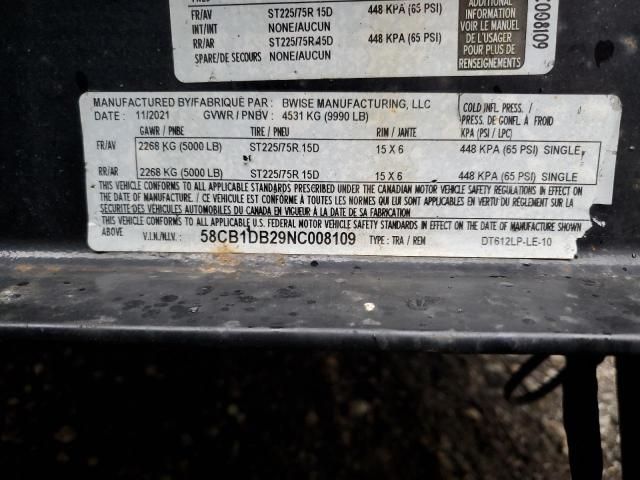 FR/AV ST225/75R 15D 448 KPA (65 PSI)
INT/INT NONE/AUCUN
RR/AR ST225/75R 15D 448 KPA (65 PSI)
SPARE/DE SECOURS NONE/AUCUN
ADDITIONAL
INFORMATION
VOIR LE MANUEL
DE L'USAGER
POUR PLUS DE
RENSEIGNEMENTS
C008109
MANUFACTURED BY/FABRIQUÉ PAR : BWISE MANUFACTURING, LLC
DATE : 11/2021 GVWR / PNBV : 4531 KG (9990 LB)
COLD INFL. PRESS. /
PRESS. DE GONFL. À FROID
GAWR / PNBE TIRE / PNEU RIM / JANTE KPA (PSI / LPC)
FR/AV 2268 KG (5000 LB) ST225/75R 15D 15 X 6 448 KPA (65 PSI) SINGLE
RR/AR 2268 KG (5000 LB) ST225/75R 15D 15 X 6 448 KPA (65 PSI) SINGLE
THIS VEHICLE CONFORMS TO ALL APPLICABLE STANDARDS PRESCRIBED UNDER THE CANADIAN MOTOR VEHICLE SAFETY REGULATIONS IN EFFECT ON
THE DATE OF MANUFACTURE. / CE VÉHICULE EST CONFORME À TOUTES LES NORMES QUI LUI SONT APPLICABLES EN VERTU DU RÈGLEMENT SUR LA
SÉCURITÉ DES VÉHICULES DU CANADA EN VIGUEUR À LA DATE DE SA FABRICATION
THIS VEHICLE CONFORMS TO ALL APPLICABLE FEDERAL MOTOR VEHICLE SAFETY STANDARDS IN EFFECT ON THE DATE OF MANUFACTURE SHOWN
ABOVE V.I.N./N.I.V. : 58CB1DB29NC008109 TYPE : TRA / REM DT612LP-LE-10